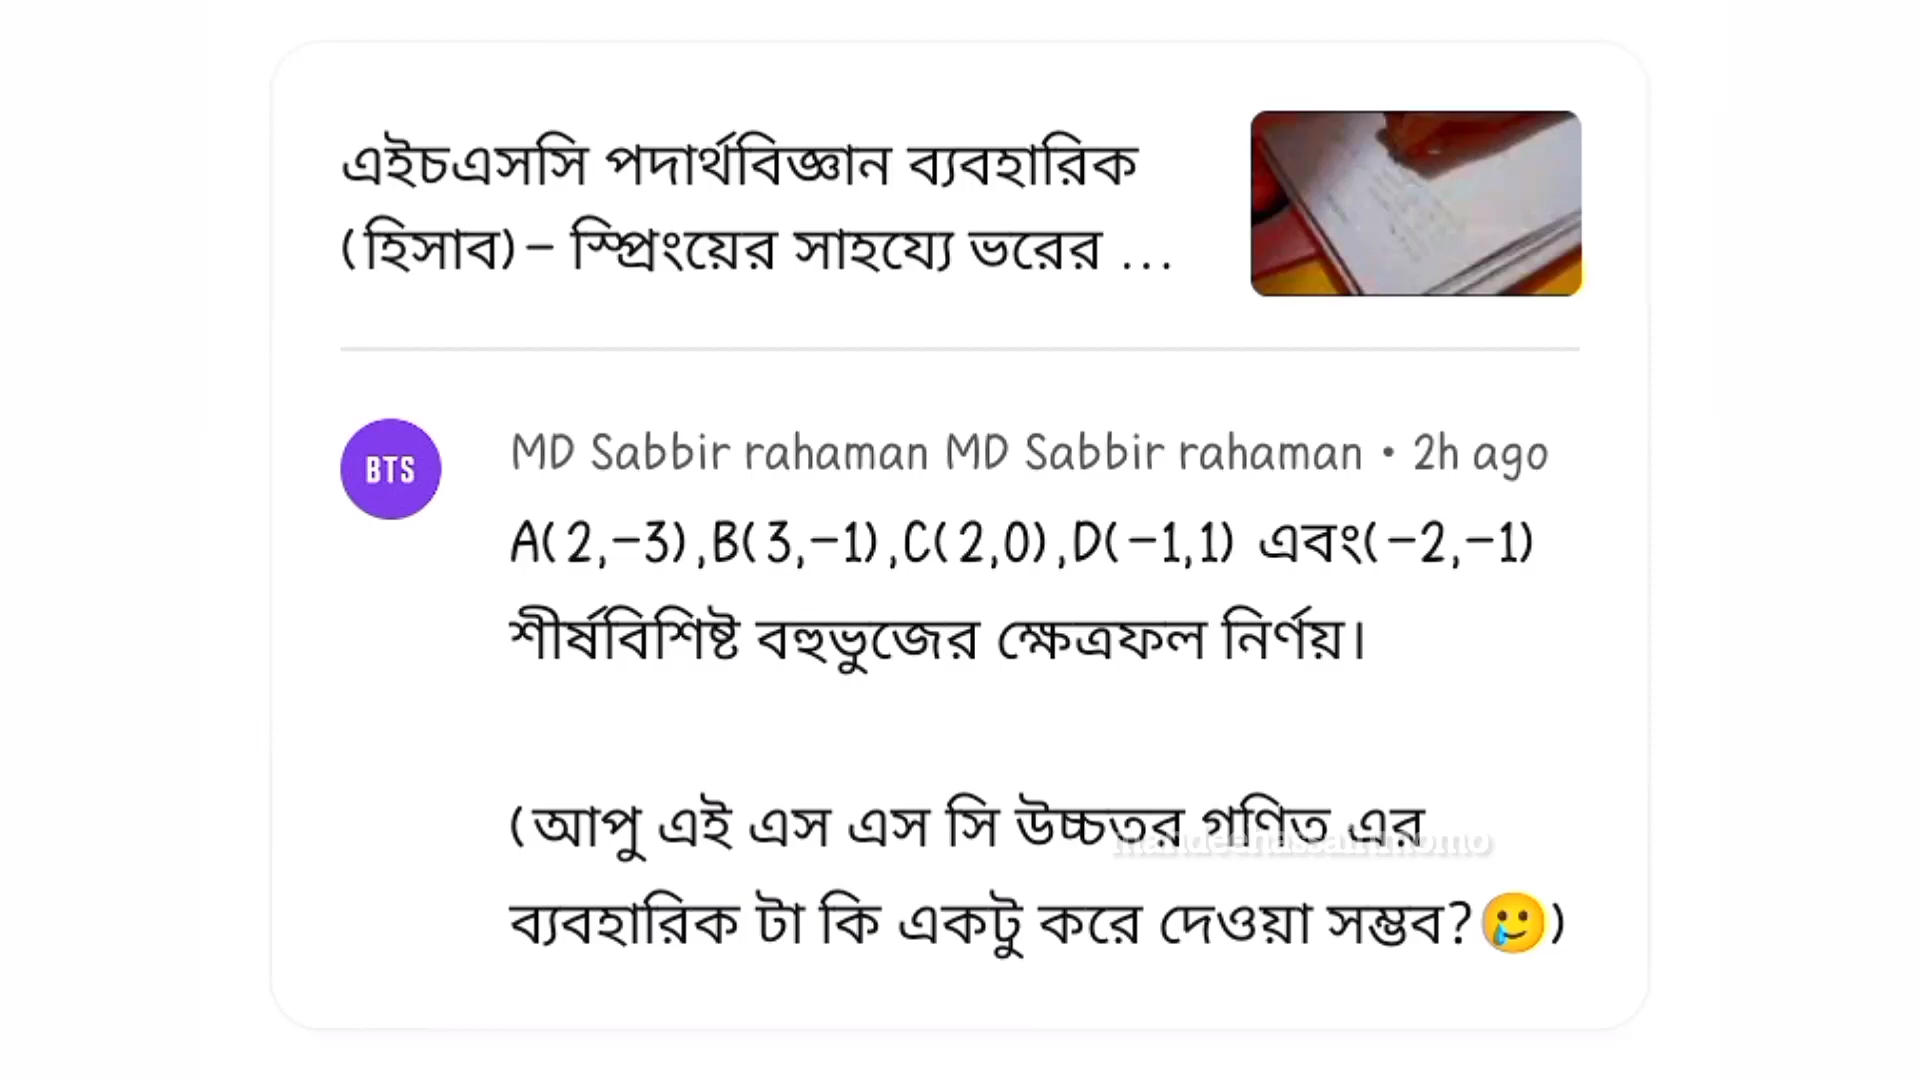 এইচএসসি পদার্থবিজ্ঞান ব্যবহারিক
(হিসাব)- স্প্রিংয়ের সাহয্যে ভরের ...
BTS
MD Sabbir rahaman MD Sabbir rahaman • 2h ago
A(2,-3),B(3,-1),C(2,0),D(-1,1) এবং(-2,-1)
শীর্ষবিশিষ্ট বহুভুজের ক্ষেত্রফল নির্ণয়।
(আপু এই এস এস সি উচ্চতর গণিত এর
ব্যবহারিক টা কি একটু করে দেওয়া সম্ভব?🥲)